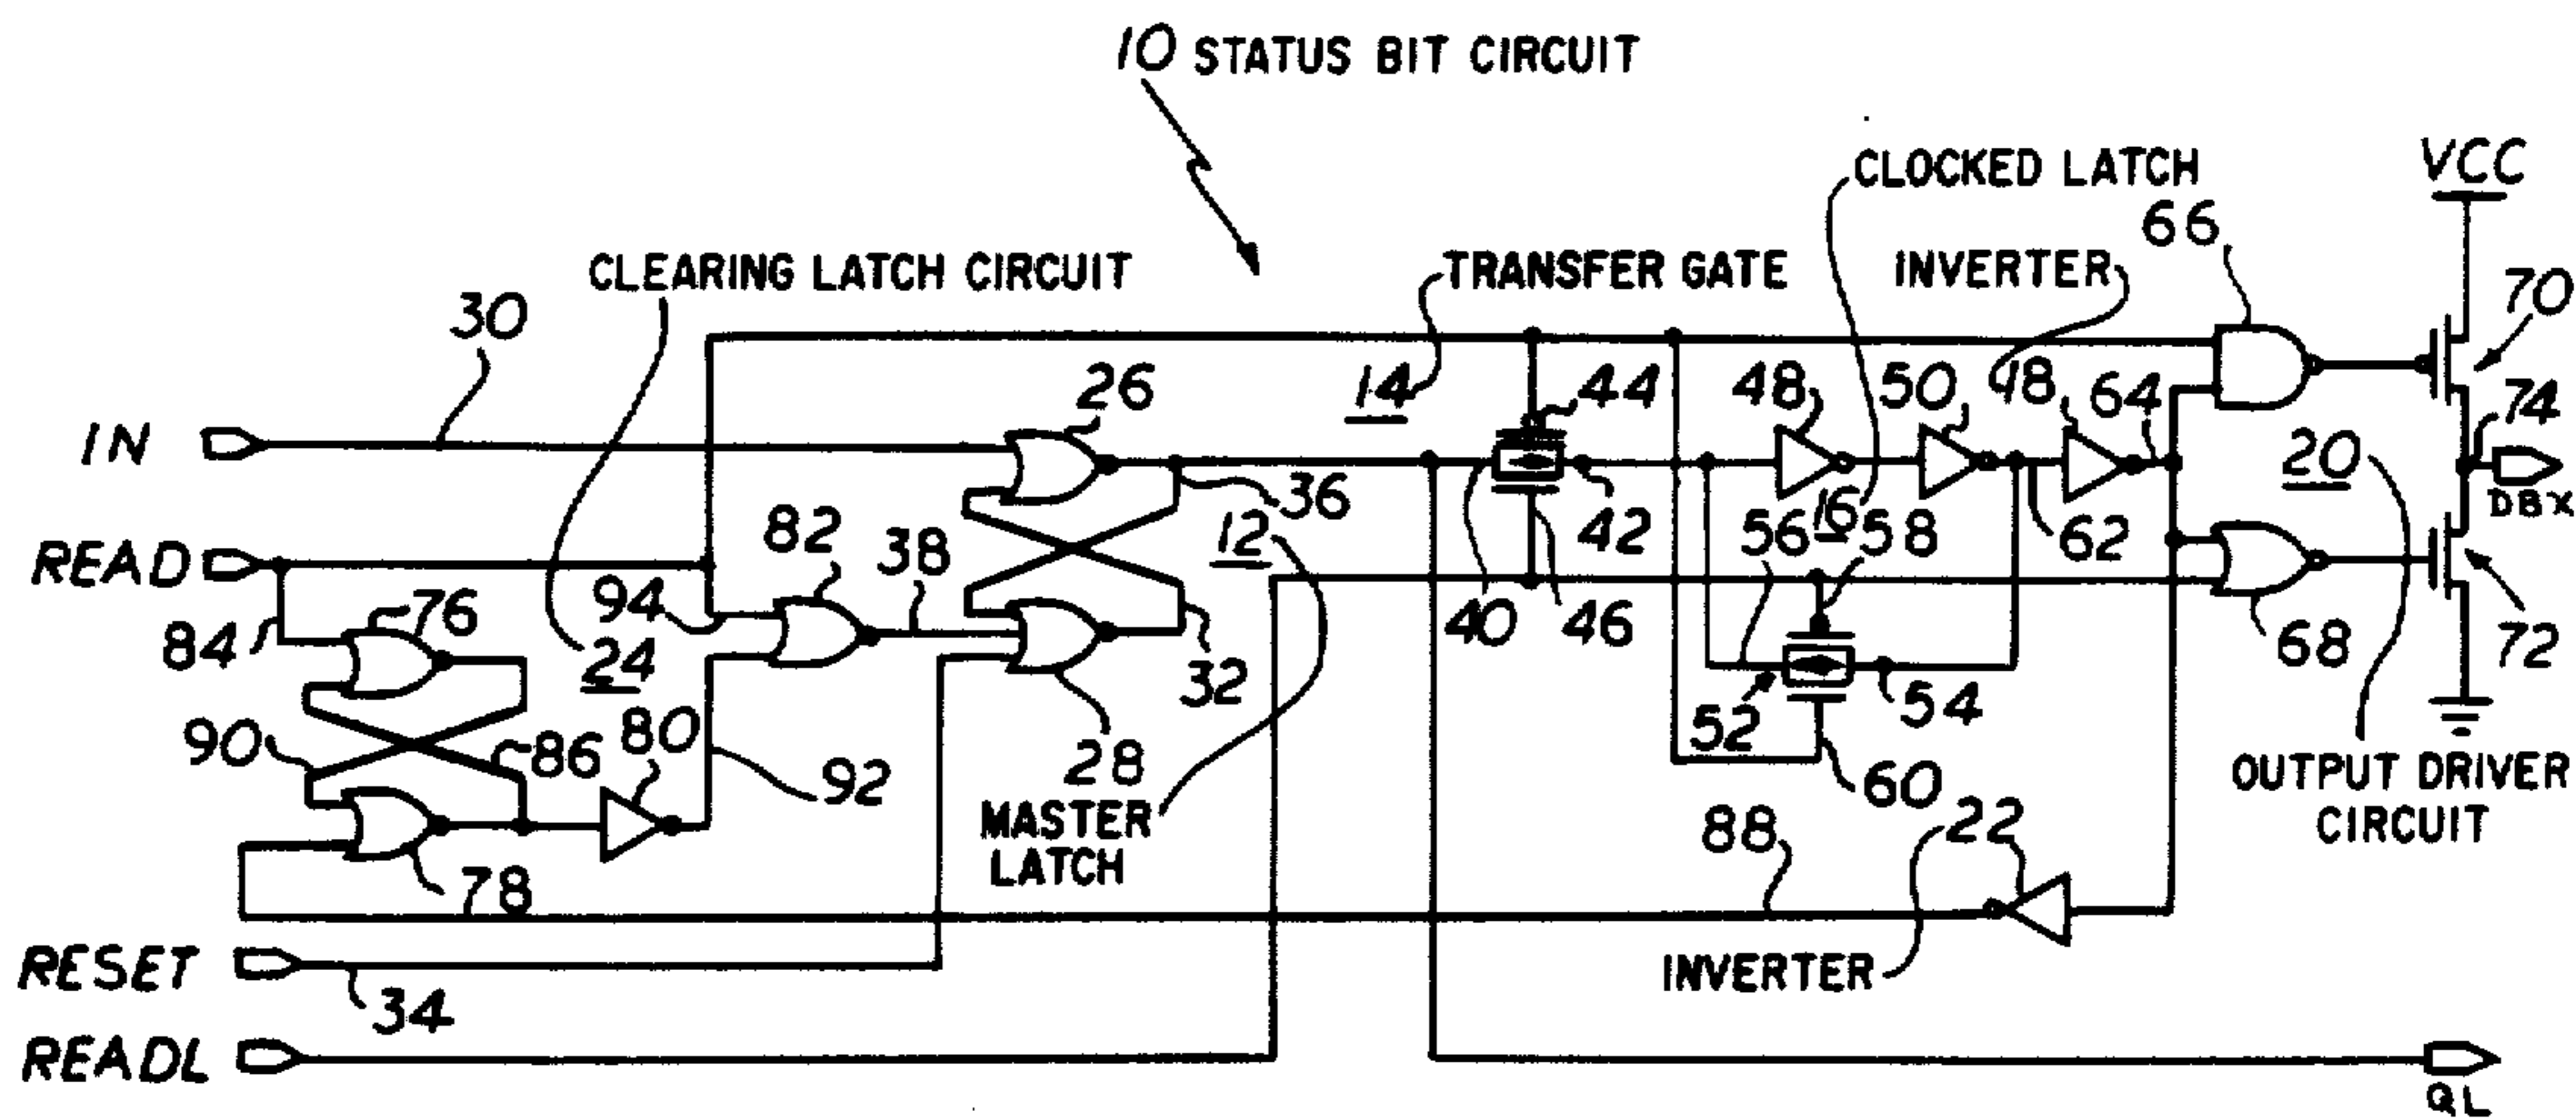 10 STATUS BIT CIRCUIT
CLOCKED LATCH
VCC
66
CLEARING LATCH CIRCUIT
TRANSFER GATE
INVERTER
70
30
26
14
44
48
50
48
64
74
IN
36
42
16
20
DBX
82
12
56
58
62
READ
38
94
40
46
76
84
24
32
68
72
52
54
90
86
80
92
28
60
OUTPUT DRIVER
CIRCUIT
MASTER
LATCH
88
22
78
INVERTER
RESET
34
READL
QL